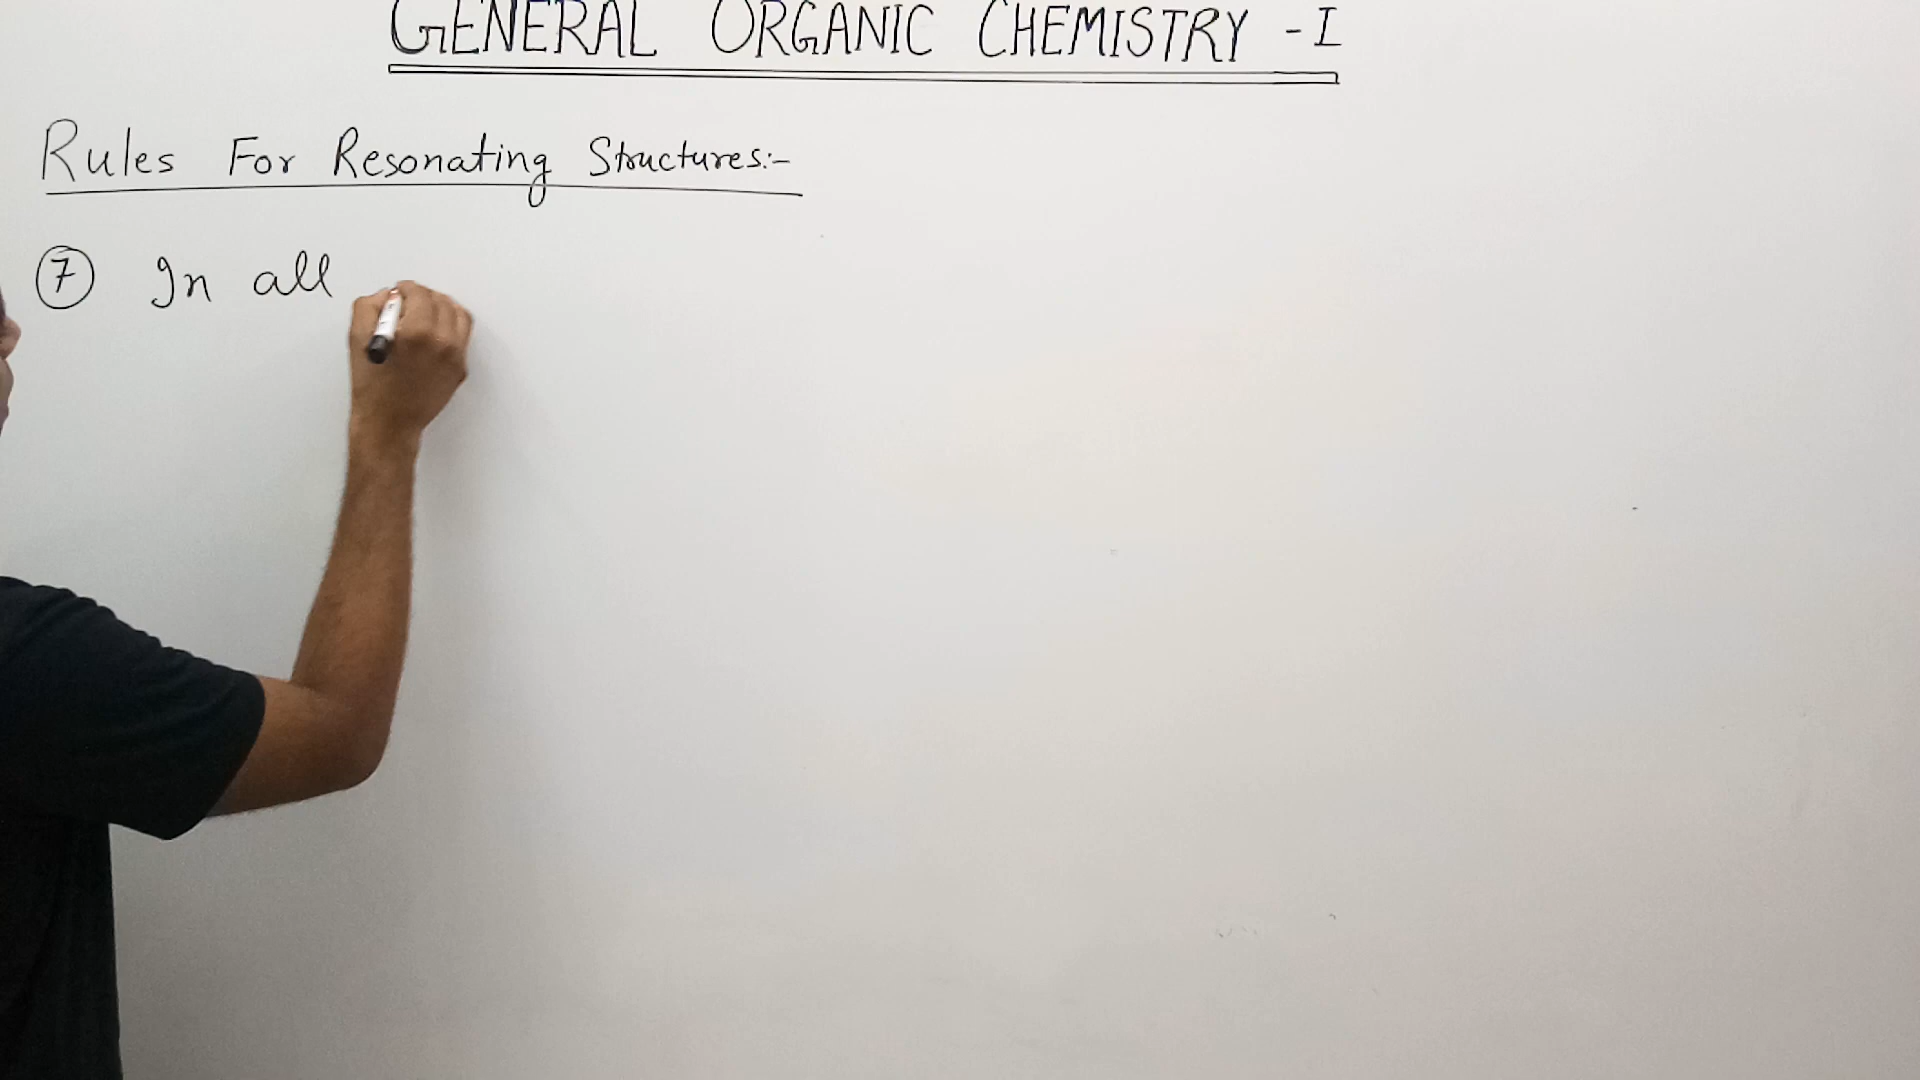 GENERAL ORGANIC CHEMISTRY - I
Rules For Resonating Structures:-
7 In all